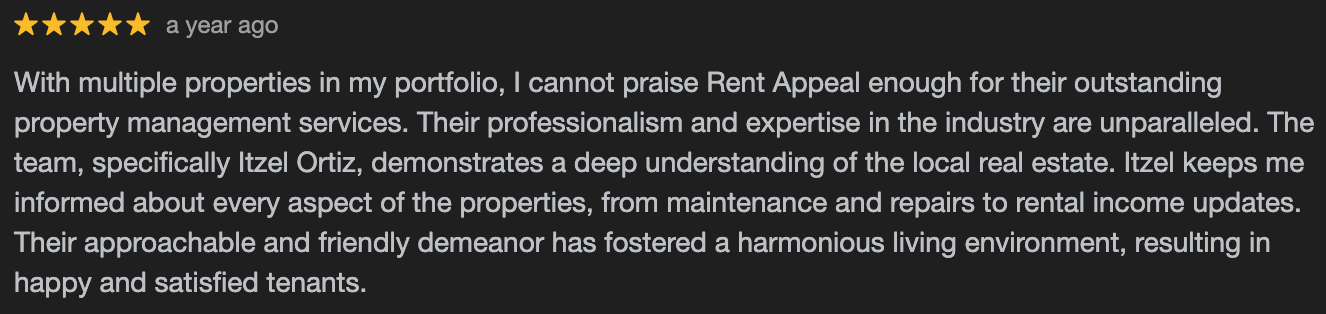 a year ago
With multiple properties in my portfolio, I cannot praise Rent Appeal enough for their outstanding
property management services. Their professionalism and expertise in the industry are unparalleled. The
team, specifically Itzel Ortiz, demonstrates a deep understanding of the local real estate. Itzel keeps me
informed about every aspect of the properties, from maintenance and repairs to rental income updates.
Their approachable and friendly demeanor has fostered a harmonious living environment, resulting in
happy and satisfied tenants.